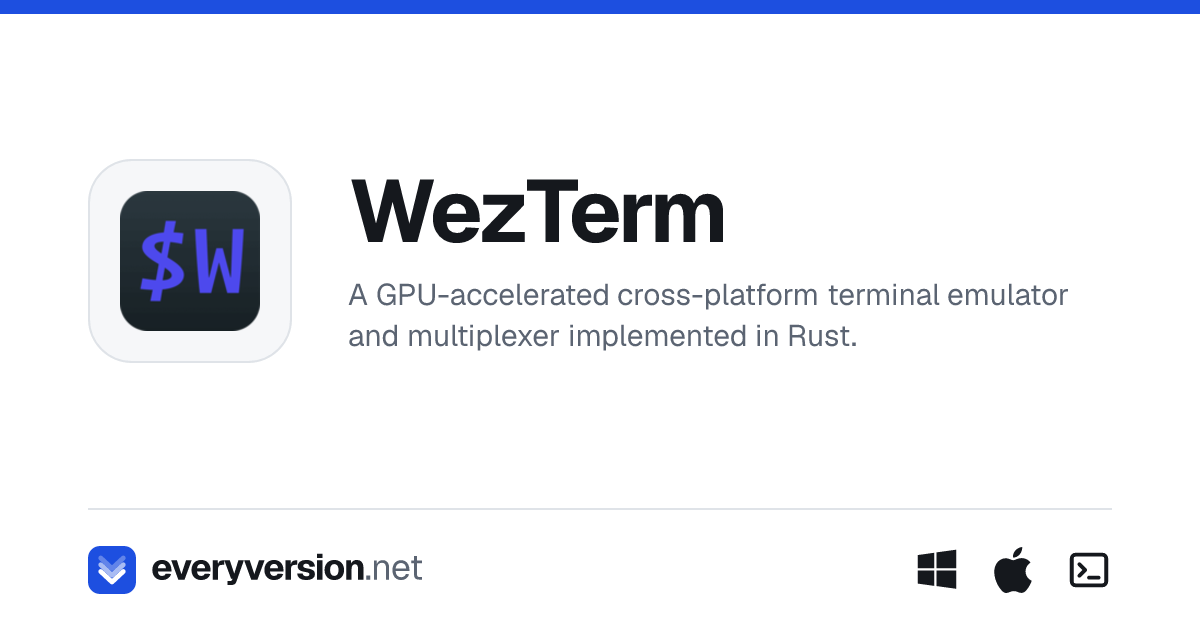 $W
WezTerm
A GPU-accelerated cross-platform terminal emulator
and multiplexer implemented in Rust.
everyversion.net